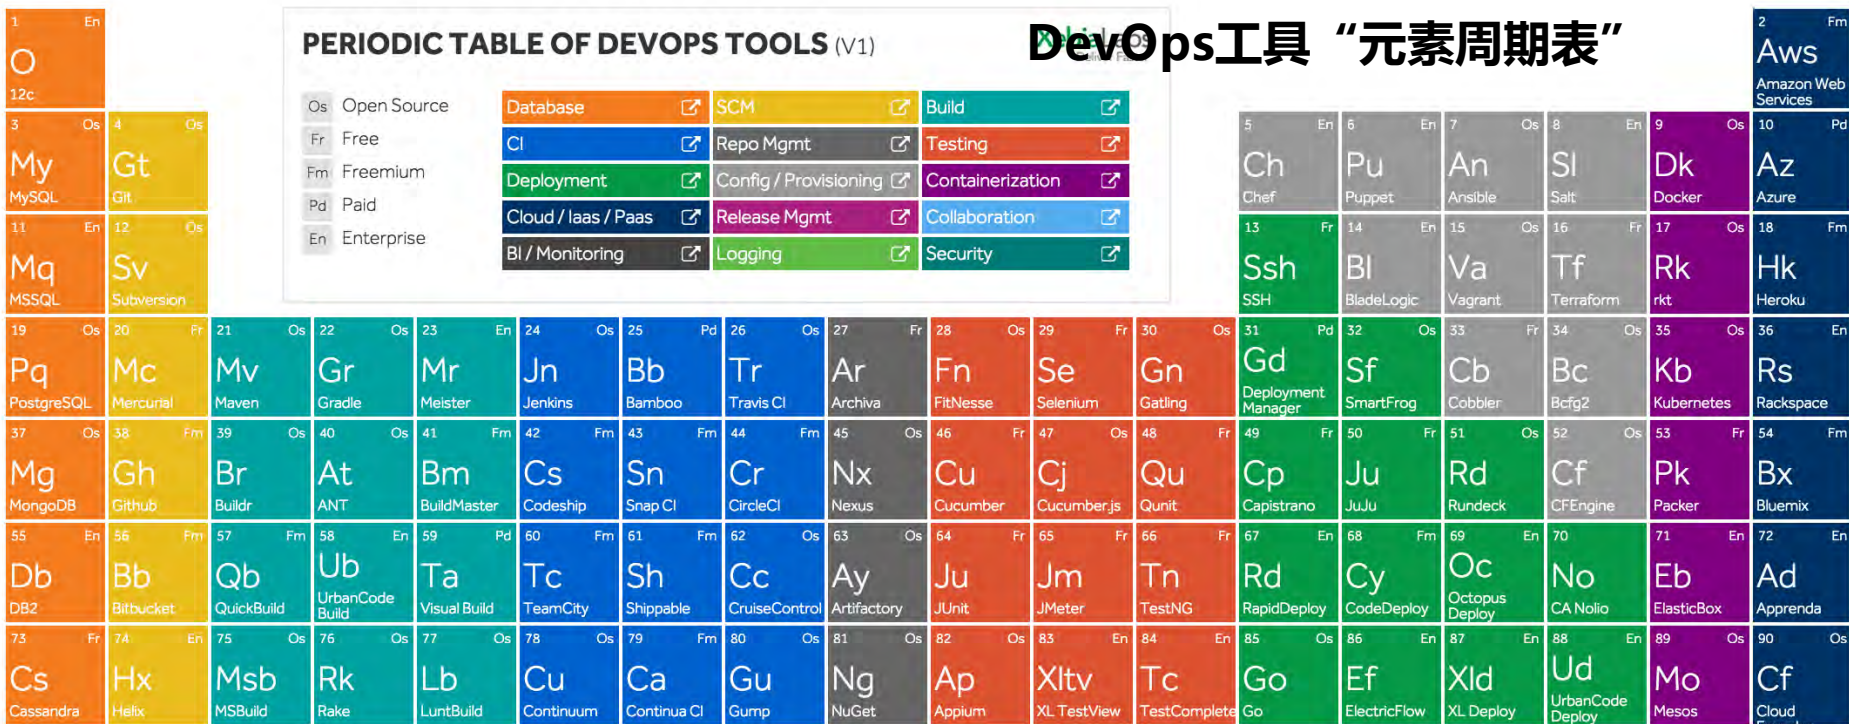 1 En
O
12c
PERIODIC TABLE OF DEVOPS TOOLS (V1)
DevOps工具“元素周期表”
2 Fm
Aws
Amazon Web
Services
Os Open Source
Fr Free
Fm Freemium
Pd Paid
En Enterprise
Database SCM Build
CI Repo Mgmt Testing
Deployment Config / Provisioning Containerization
Cloud / Iaas / Paas Release Mgmt Collaboration
BI / Monitoring Logging Security
3 Os 4 Os 5 En 6 En 7 Os 8 En 9 Os 10 Pd
My Gt Ch Pu An Sl Dk Az
MySQL Git Chef Puppet Ansible Salt Docker Azure
11 En 12 Os 13 Fr 14 En 15 Os 16 Fr 17 Os 18 Fm
Mq Sv Ssh Bl Va Tf Rk Hk
MSSQL Subversion SSH BladeLogic Vagrant Terraform rkt Heroku
19 Os 20 Fr 21 Os 22 Os 23 En 24 Os 25 Pd 26 Os 27 Fr 28 Os 29 Fr 30 Os 31 Pd 32 Os 33 Fr 34 Os 35 Os 36 En
Pq Mc Mv Gr Mr Jn Bb Tr Ar Fn Se Gn Gd Sf Cb Bc Kb Rs
PostgreSQL Mercurial Maven Gradle Meister Jenkins Bamboo Travis CI Archiva FitNesse Selenium Gatling Deployment Manager SmartFrog Cobbler Bcfg2 Kubernetes Rackspace
37 Os 38 Fm 39 Os 40 Os 41 Fm 42 Fm 43 Fm 44 Fm 45 Os 46 Fr 47 Os 48 Fr 49 Fr 50 Fr 51 Os 52 Os 53 Fr 54 Fm
Mg Gh Br At Bm Cs Sn Cr Nx Cu Cj Qu Cp Ju Rd Cf Pk Bx
MongoDB Github Buildr ANT BuildMaster Codeship Snap CI CircleCI Nexus Cucumber Cucumber.js Qunit Capistrano JuJu Rundeck CFEngine Packer Bluemix
55 En 56 Fm 57 Fm 58 En 59 Pd 60 Fm 61 Fm 62 Os 63 Os 64 Fr 65 Fr 66 Fr 67 En 68 Fm 69 En 70 71 En 72 En
Db Bb Qb Ub Ta Tc Sh Cc Ay Ju Jm Tn Rd Cy Oc No Eb Ad
DB2 Bitbucket QuickBuild UrbanCode Build Visual Build TeamCity Shippable CruiseControl Artifactory JUnit JMeter TestNG RapidDeploy CodeDeploy Octopus Deploy CA Nolio ElasticBox Apprenda
73 Fr 74 En 75 Os 76 Os 77 Os 78 Os 79 Fm 80 Os 81 Os 82 Os 83 En 84 En 85 Os 86 En 87 En 88 En 89 Os 90 Os
Cs Hx Msb Rk Lb Cu Ca Gu Ng Ap Xltv Tc Go Ef Xld Ud Mo Cf
Cassandra Helix MSBuild Rake LuntBuild Continuum Continua CI Gump NuGet Appium XL TestView TestComplete Go ElectricFlow XL Deploy UrbanCode Deploy Mesos Cloud